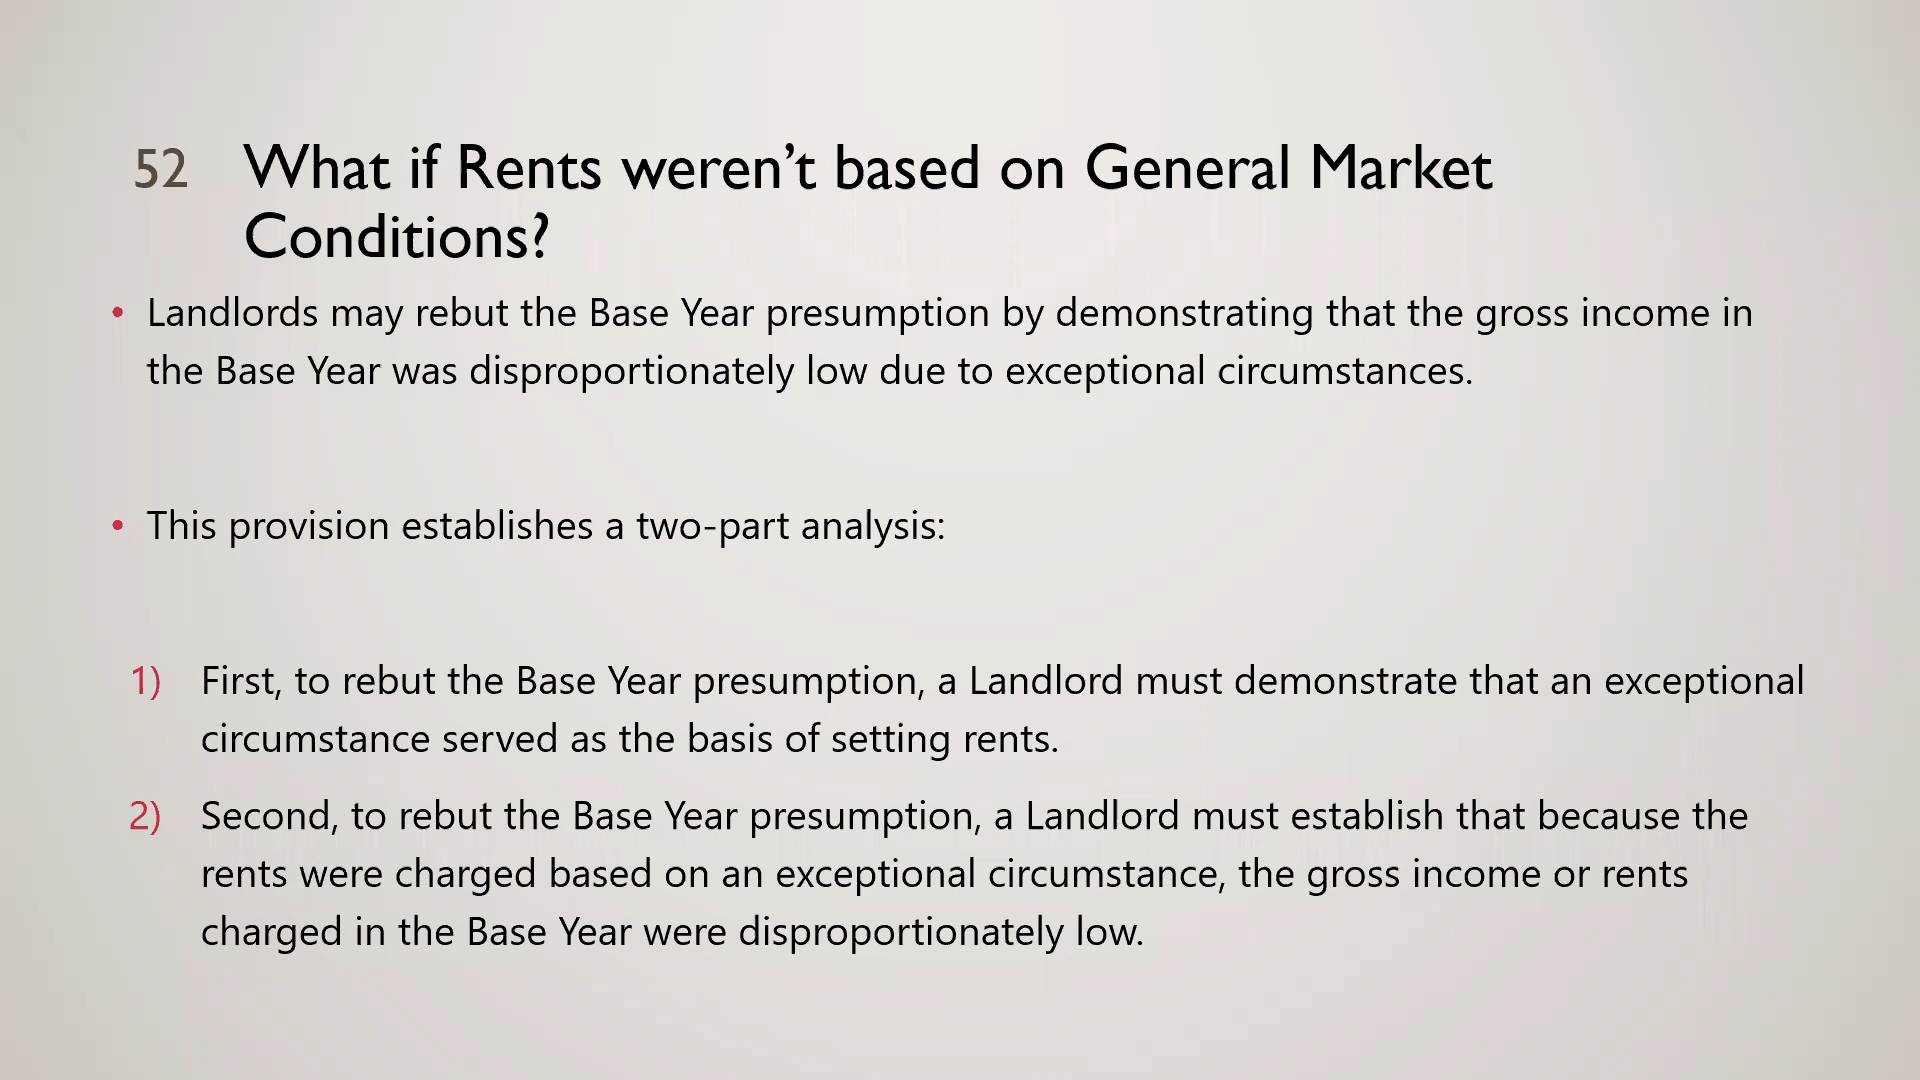 52 What if Rents weren’t based on General Market
Conditions?
• Landlords may rebut the Base Year presumption by demonstrating that the gross income in
the Base Year was disproportionately low due to exceptional circumstances.
• This provision establishes a two-part analysis:
1) First, to rebut the Base Year presumption, a Landlord must demonstrate that an exceptional
circumstance served as the basis of setting rents.
2) Second, to rebut the Base Year presumption, a Landlord must establish that because the
rents were charged based on an exceptional circumstance, the gross income or rents
charged in the Base Year were disproportionately low.